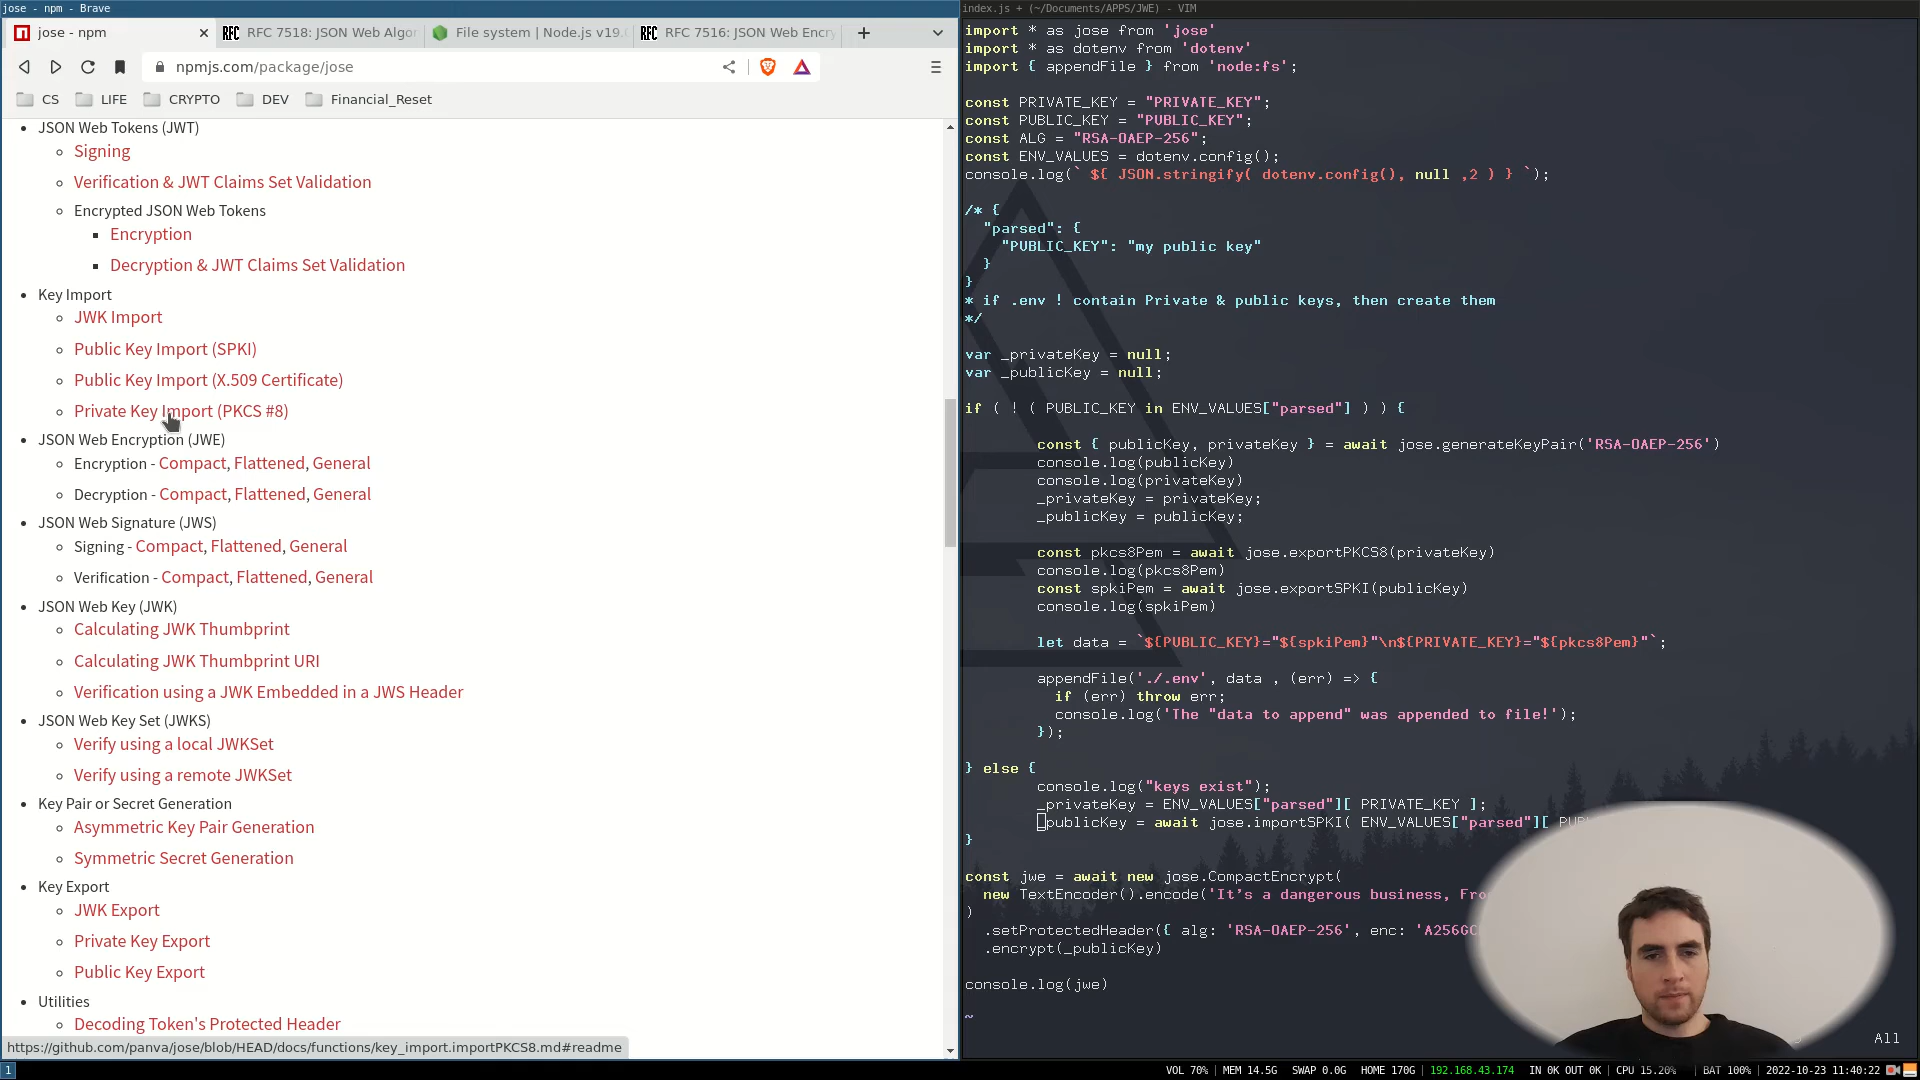 jose - npm - Brave
jose - npm
RFC 7518: JSON Web Algo
File system | Node.js v19.
RFC 7516: JSON Web Encry
npmjs.com/package/jose
CS
LIFE
CRYPTO
DEV
Financial_Reset
JSON Web Tokens (JWT)
Signing
Verification & JWT Claims Set Validation
Encrypted JSON Web Tokens
Encryption
Decryption & JWT Claims Set Validation
Key Import
JWK Import
Public Key Import (SPKI)
Public Key Import (X.509 Certificate)
Private Key Import (PKCS #8)
JSON Web Encryption (JWE)
Encryption - Compact, Flattened, General
Decryption - Compact, Flattened, General
JSON Web Signature (JWS)
Signing - Compact, Flattened, General
Verification - Compact, Flattened, General
JSON Web Key (JWK)
Calculating JWK Thumbprint
Calculating JWK Thumbprint URI
Verification using a JWK Embedded in a JWS Header
JSON Web Key Set (JWKS)
Verify using a local JWKSet
Verify using a remote JWKSet
Key Pair or Secret Generation
Asymmetric Key Pair Generation
Symmetric Secret Generation
Key Export
JWK Export
Private Key Export
Public Key Export
Utilities
Decoding Token's Protected Header
https://github.com/panva/jose/blob/HEAD/docs/functions/key_import.importPKCS8.md#readme
index.js + (~/Documents/APPS/JWE) - VIM
import * as jose from 'jose'
import * as dotenv from 'dotenv'
import { appendFile } from 'node:fs';
const PRIVATE_KEY = "PRIVATE_KEY";
const PUBLIC_KEY = "PUBLIC_KEY";
const ALG = "RSA-OAEP-256";
const ENV_VALUES = dotenv.config();
console.log(` ${ JSON.stringify( dotenv.config(), null ,2 ) } `);
/* {
"parsed": {
"PUBLIC_KEY": "my public key"
}
}
* if .env ! contain Private & public keys, then create them
*/
var _privateKey = null;
var _publicKey = null;
if ( ! ( PUBLIC_KEY in ENV_VALUES["parsed"] ) ) {
const { publicKey, privateKey } = await jose.generateKeyPair('RSA-OAEP-256')
console.log(publicKey)
console.log(privateKey)
_privateKey = privateKey;
_publicKey = publicKey;
const pkcs8Pem = await jose.exportPKCS8(privateKey)
console.log(pkcs8Pem)
const spkiPem = await jose.exportSPKI(publicKey)
console.log(spkiPem)
let data = `${PUBLIC_KEY}="${spkiPem}"\n${PRIVATE_KEY}="${pkcs8Pem}"`;
appendFile('./.env', data , (err) => {
if (err) throw err;
console.log('The "data to append" was appended to file!');
});
} else {
console.log("keys exist");
_privateKey = ENV_VALUES["parsed"][ PRIVATE_KEY ];
_publicKey = await jose.importSPKI( ENV_VALUES["parsed"][
}
const jwe = await new jose.CompactEncrypt(
new TextEncoder().encode('It's a dangerous business, Fro
)
.setProtectedHeader({ alg: 'RSA-OAEP-256', enc: 'A256GC
.encrypt(_publicKey)
console.log(jwe)
~
All
1
VOL 70% | MEM 14.5G | SWAP 0.0G | HOME 170G | 192.168.43.174 | IN 0K OUT 0K | CPU 15.20% | BAT 100% | 2022-10-23 11:40:22